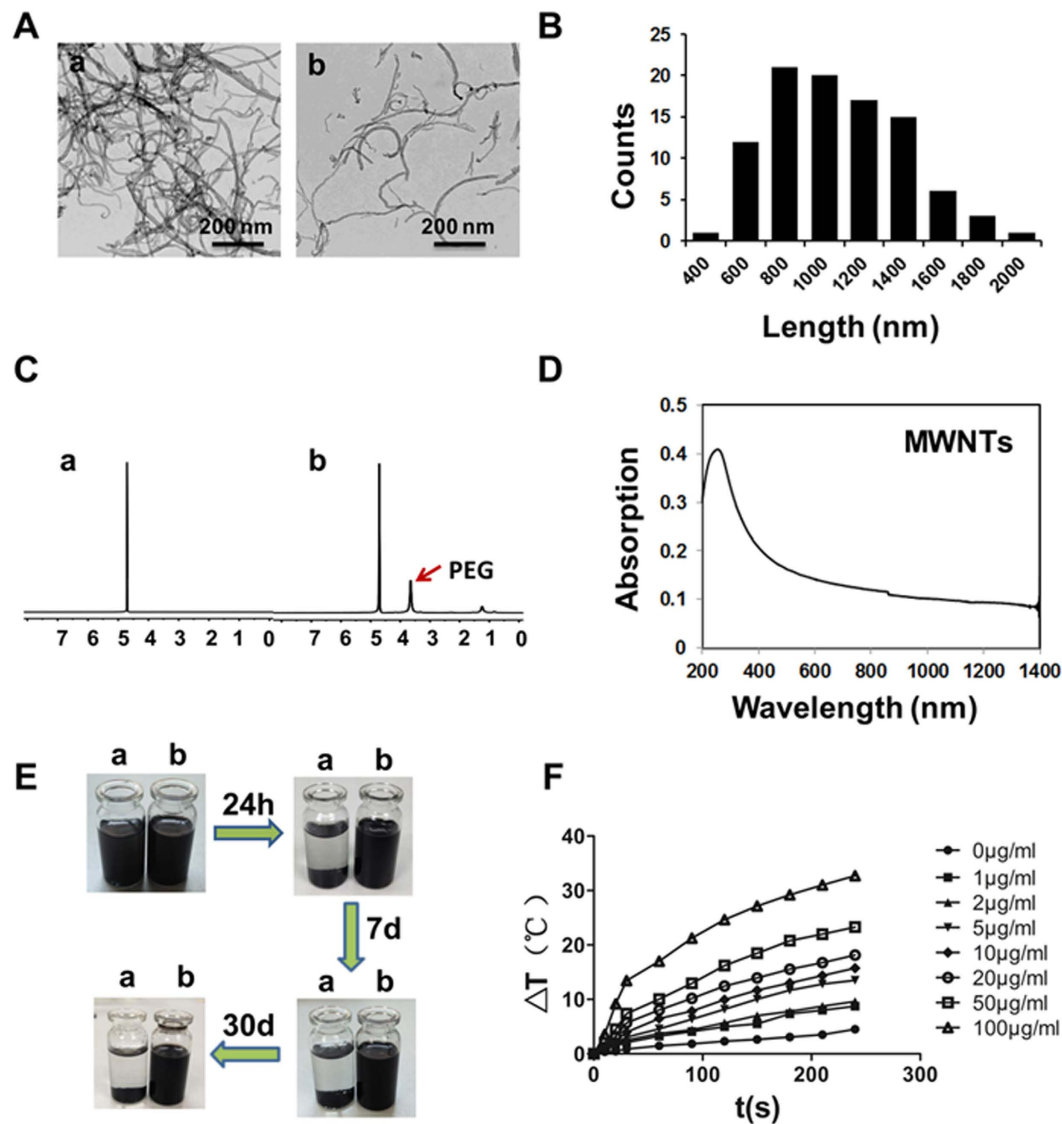 A
a
b
200 nm
200 nm
B
25
20
15
10
5
0
Counts
400
600
800
1000
1200
1400
1600
1800
2000
Length (nm)
C
a
b
PEG
7 6 5 4 3 2 1 0
7 6 5 4 3 2 1 0
D
0.5
0.4
0.3
0.2
0.1
0
Absorption
MWNTs
200 400 600 800 1000 1200 1400
Wavelength (nm)
E
a b
24h
a b
7d
a b
30d
a b
F
40
30
20
10
0
△T (℃)
0 100 200 300
t(s)
0μg/ml
1μg/ml
2μg/ml
5μg/ml
10μg/ml
20μg/ml
50μg/ml
100μg/ml